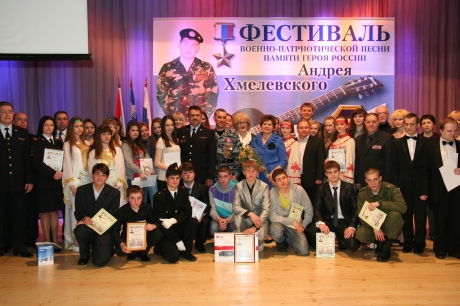 ФЕСТИВАЛЬ
ВОЕННО-ПАТРИОТИЧЕСКОЙ ПЕСНИ
ПАМЯТИ ГЕРОЯ РОССИИ
Андрея
Хмелевского